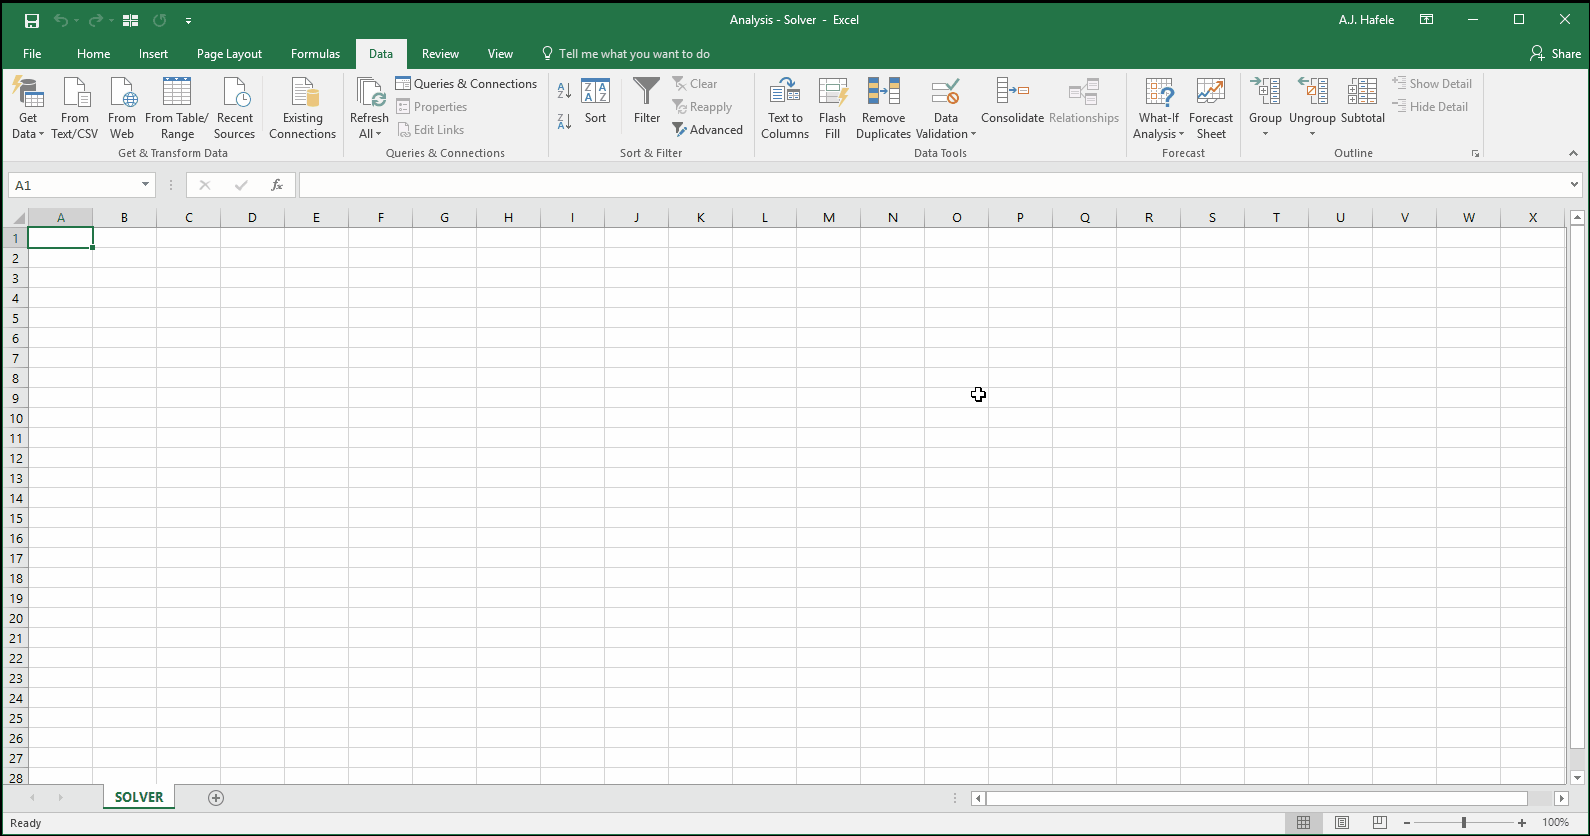 Analysis - Solver - Excel
A.J. Hafele
File Home Insert Page Layout Formulas Data Review View Tell me what you want to do Share
Get Data From Text/CSV From Web From Table/ Range Recent Sources Existing Connections
Get & Transform Data
Refresh All Queries & Connections
Properties
Edit Links
Queries & Connections
Sort Filter Clear
Reapply
Advanced
Sort & Filter
Text to Columns Flash Fill Remove Duplicates Data Validation Consolidate Relationships
Data Tools
What-If Analysis Forecast Sheet
Forecast
Group Ungroup Subtotal Show Detail
Hide Detail
Outline
A1 fx
A B C D E F G H I J K L M N O P Q R S T U V W X
1
2
3
4
5
6
7
8
9
10
11
12
13
14
15
16
17
18
19
20
21
22
23
24
25
26
27
28
SOLVER
Ready 100%